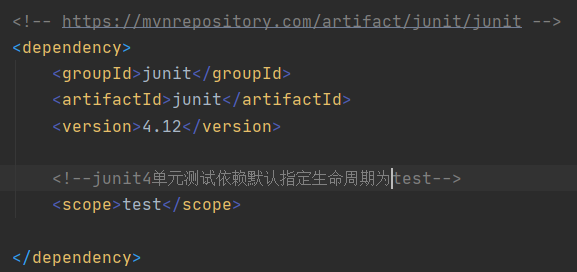 <!-- https://mvnrepository.com/artifact/junit/junit -->
<dependency>
<groupId>junit</groupId>
<artifactId>junit</artifactId>
<version>4.12</version>
<!--junit4单元测试依赖默认指定生命周期为test-->
<scope>test</scope>
</dependency>